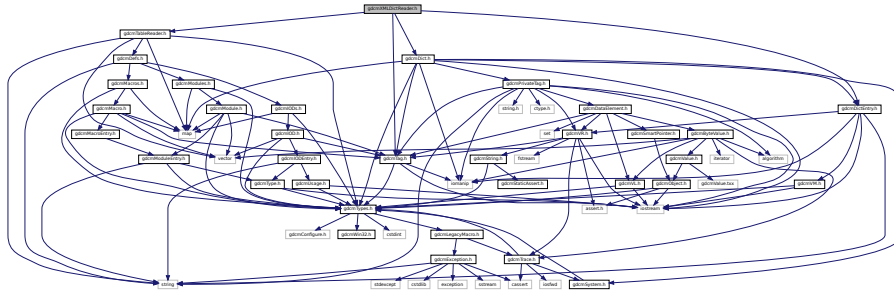 gdcmXMLDictReader.h
gdcmTableReader.h
gdcmDefs.h
gdcmDict.h
gdcmMacros.h
gdcmModules.h
gdcmPrivateTag.h
gdcmMacro.h
gdcmModule.h
gdcmIODs.h
string.h
ctype.h
gdcmDataElement.h
gdcmDictEntry.h
gdcmMacroEntry.h
map
gdcmIOD.h
set
gdcmVR.h
gdcmSmartPointer.h
gdcmByteValue.h
gdcmModuleEntry.h
vector
gdcmIODEntry.h
gdcmTag.h
gdcmString.h
fstream
gdcmValue.h
iterator
algorithm
gdcmType.h
gdcmUsage.h
iomanip
gdcmStaticAssert.h
gdcmVL.h
gdcmObject.h
gdcmValue.txx
gdcmVM.h
gdcmTypes.h
assert.h
iostream
gdcmConfigure.h
gdcmWin32.h
cstdint
gdcmLegacyMacro.h
gdcmException.h
gdcmTrace.h
string
stdexcept
cstdlib
exception
sstream
cassert
iosfwd
gdcmSystem.h